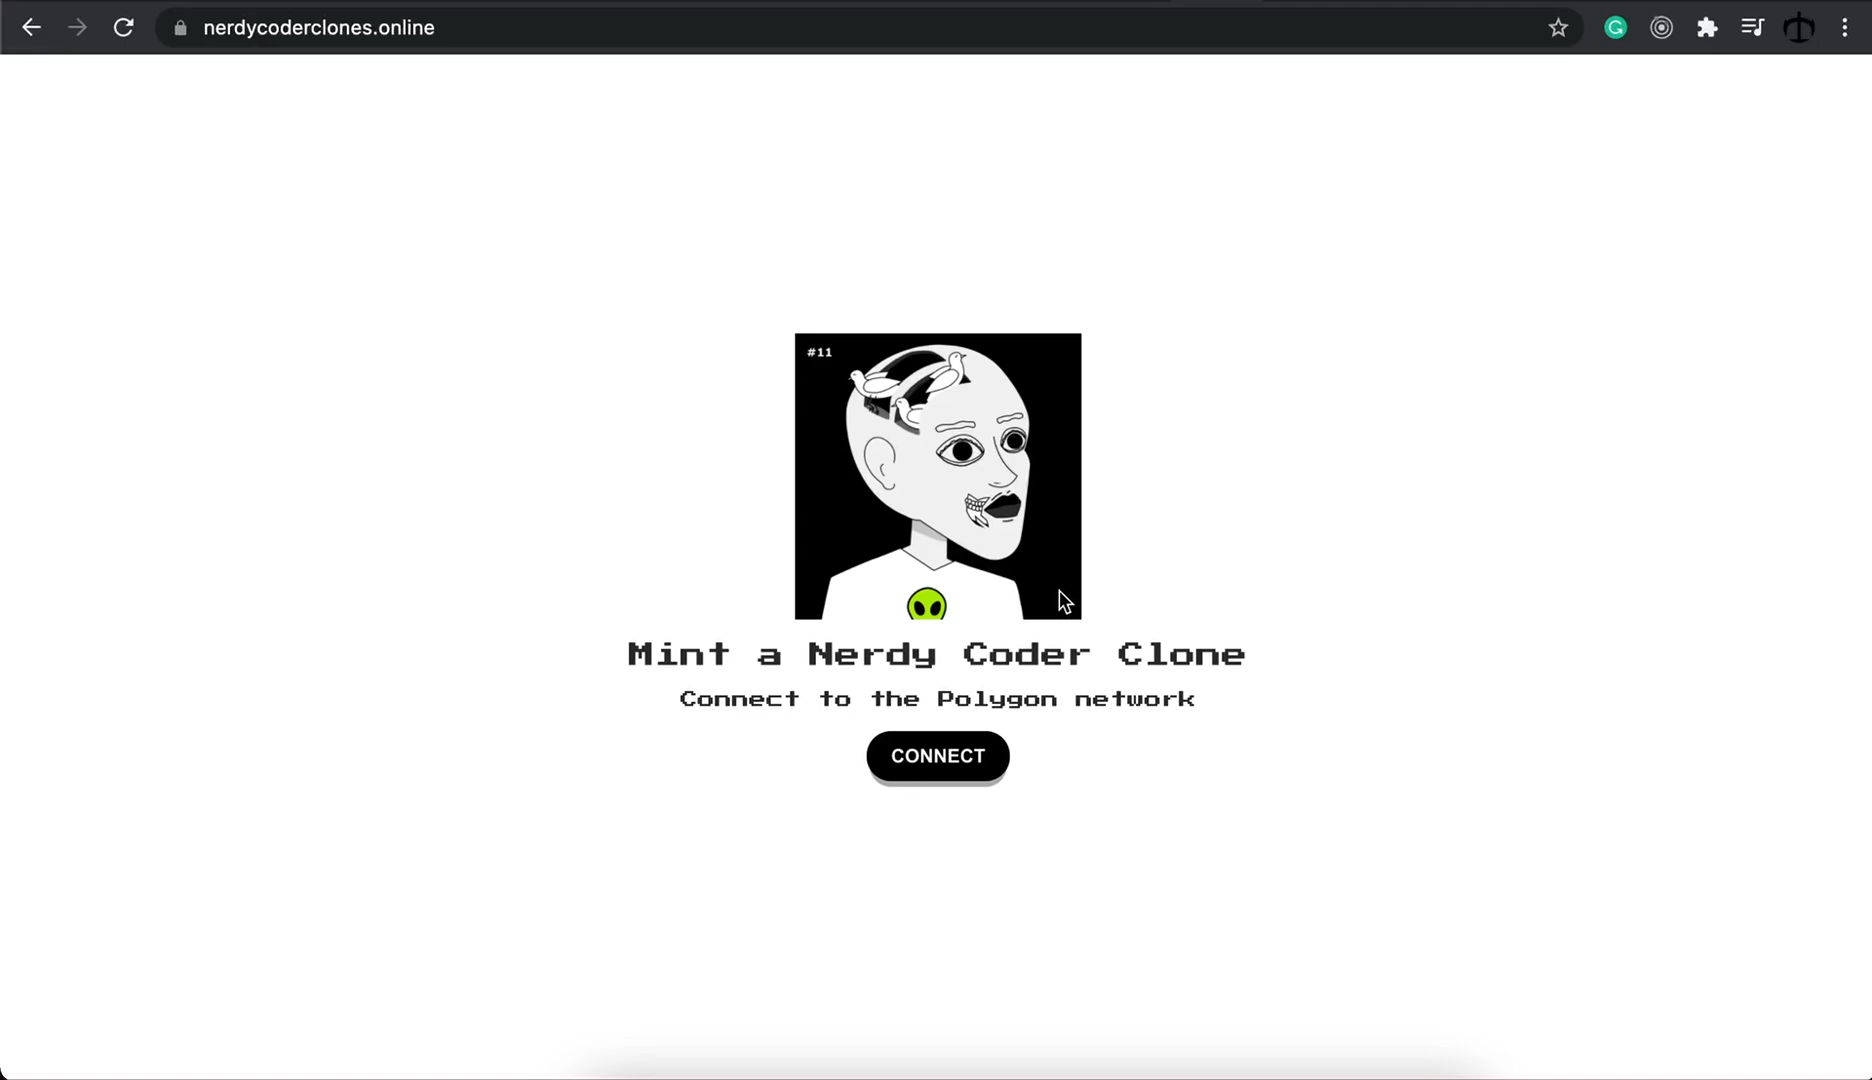 nerdycoderclones.online
#11
Mint a Nerdy Coder Clone
Connect to the Polygon network
CONNECT